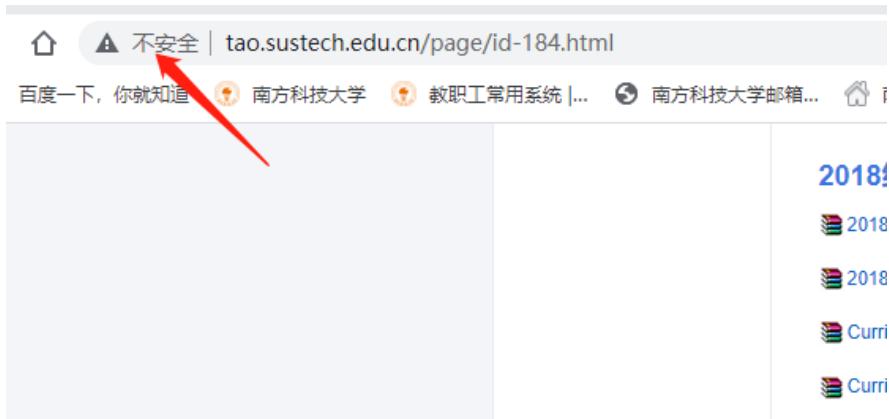 不安全 | tao.sustech.edu.cn/page/id-184.html
百度一下，你就知道 南方科技大学 教职工常用系统 |... 南方科技大学邮箱...
2018
2018
2018
Curri
Curri